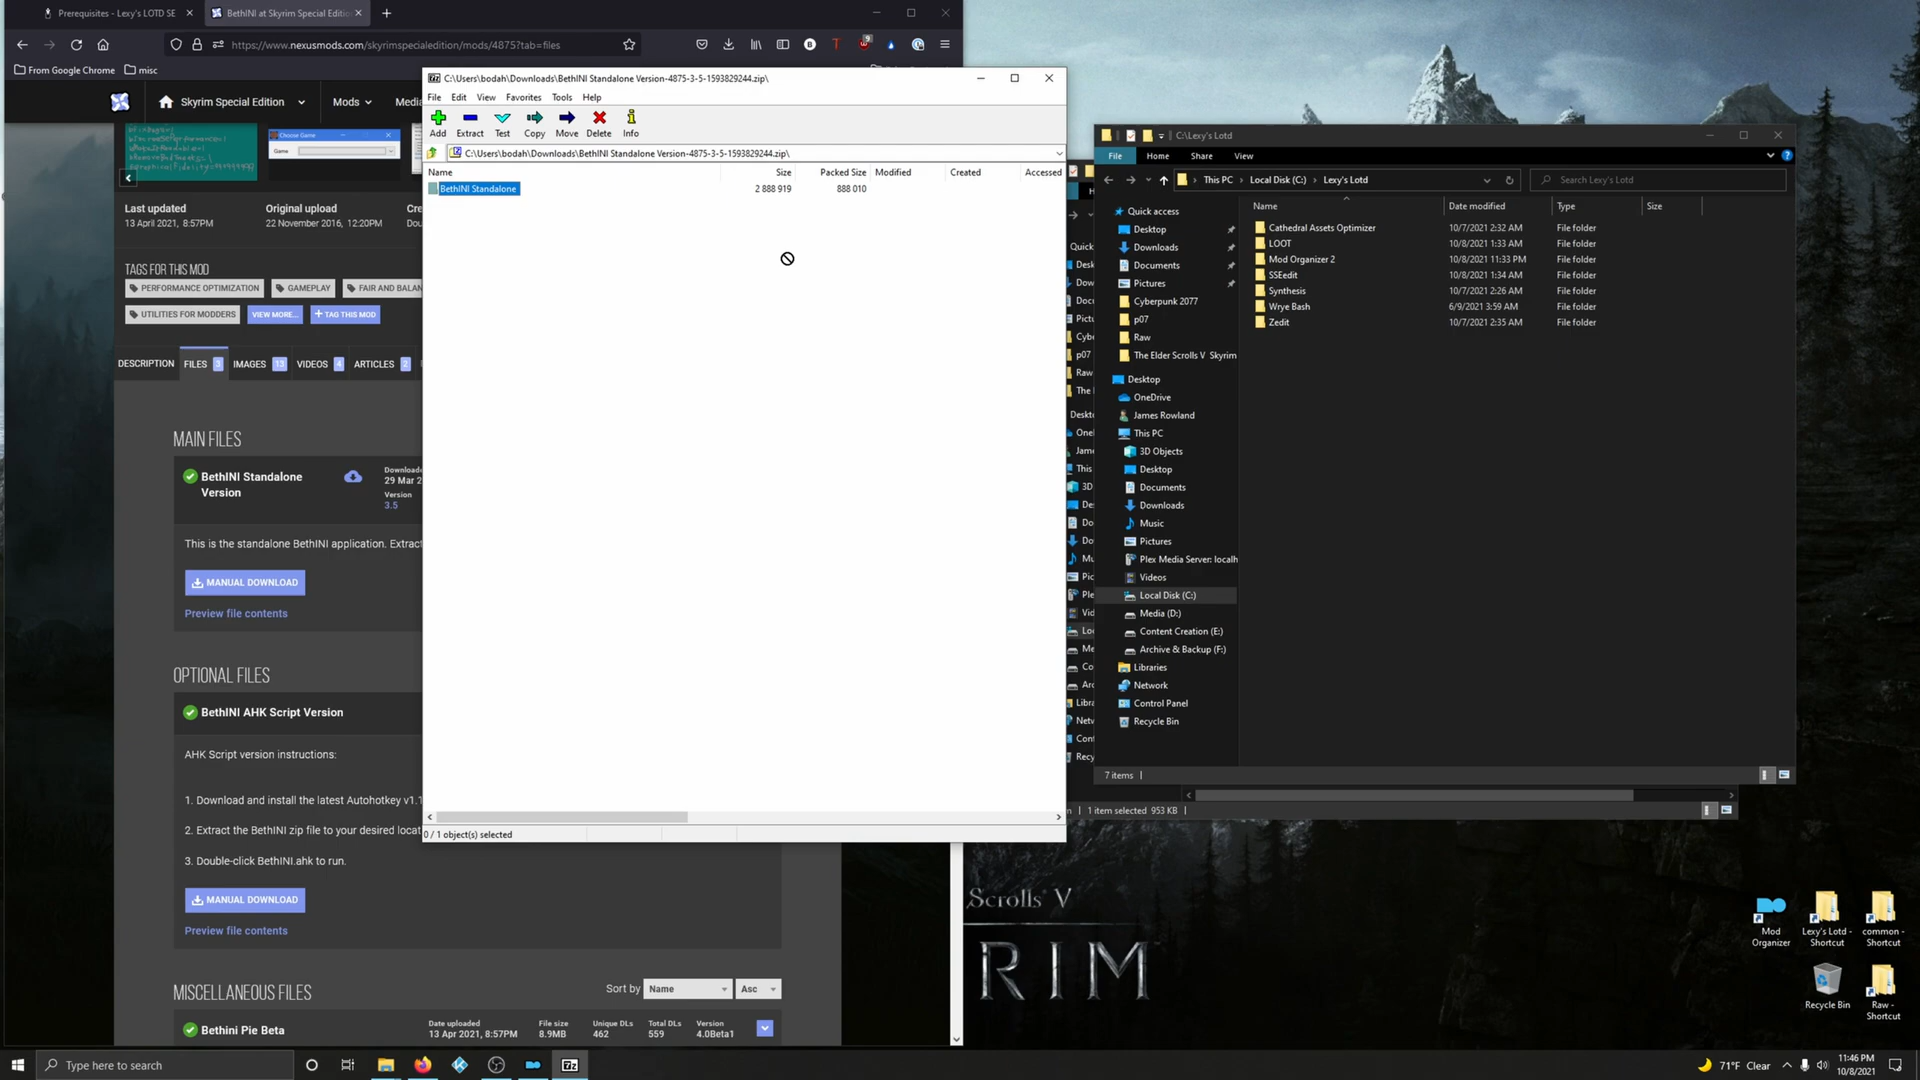 Prerequisites - Lexy's LOTD SE
BethINI at Skyrim Special Edition
https://www.nexusmods.com/skyrimspecialedition/mods/4875?tab=files
9
From Google Chrome
misc
Skyrim Special Edition
Mods
Media
Choose Game
Game
Last updated
13 April 2021, 8:57PM
Original upload
22 November 2016, 12:20PM
TAGS FOR THIS MOD
PERFORMANCE OPTIMIZATION
GAMEPLAY
FAIR AND BALAN
UTILITIES FOR MODDERS
VIEW MORE...
TAG THIS MOD
DESCRIPTION
FILES 3
IMAGES 13
VIDEOS 4
ARTICLES 2
MAIN FILES
BethINI Standalone
Version
29 Mar 2
Version
3.5
This is the standalone BethINI application. Extract
MANUAL DOWNLOAD
Preview file contents
OPTIONAL FILES
BethINI AHK Script Version
AHK Script version instructions:
1. Download and install the latest Autohotkey v1.1
2. Extract the BethINI zip file to your desired locat
3. Double-click BethINI.ahk to run.
MANUAL DOWNLOAD
Preview file contents
MISCELLANEOUS FILES
Sort by
Name
Asc
Bethini Pie Beta
Date uploaded
13 Apr 2021, 8:57PM
File size
8.9MB
Unique DLs
462
Total DLs
559
Version
4.0Beta1
C:\Users\bodah\Downloads\BethINI Standalone Version-4875-3-5-1593829244.zip\
File Edit View Favorites Tools Help
Add Extract Test Copy Move Delete Info
C:\Users\bodah\Downloads\BethINI Standalone Version-4875-3-5-1593829244.zip\
Name Size Packed Size Modified Created Accessed
BethINI Standalone 2 888 919 888 010
0 / 1 object(s) selected
C:\Lexy's Lotd
File Home Share View
This PC
Local Disk (C:)
Lexy's Lotd
Search Lexy's Lotd
Quick access
Desktop
Downloads
Documents
Pictures
Cyberpunk 2077
p07
Raw
The Elder Scrolls V Skyrim
Desktop
OneDrive
James Rowland
This PC
3D Objects
Desktop
Documents
Downloads
Music
Pictures
Plex Media Server: localh
Videos
Local Disk (C:)
Media (D:)
Content Creation (E:)
Archive & Backup (F:)
Libraries
Network
Control Panel
Recycle Bin
Name Date modified Type Size
Cathedral Assets Optimizer 10/7/2021 2:32 AM File folder
LOOT 10/8/2021 1:33 AM File folder
Mod Organizer 2 10/8/2021 11:33 PM File folder
SSEedit 10/8/2021 1:34 AM File folder
Synthesis 10/7/2021 2:26 AM File folder
Wrye Bash 6/9/2021 3:59 AM File folder
Zedit 10/7/2021 2:35 AM File folder
7 items
1 item selected 953 KB
Scrolls V
RIM
Mod
Organizer
Lexy's Lotd -
Shortcut
common -
Shortcut
Recycle Bin
Raw -
Shortcut
Type here to search
71°F Clear
11:46 PM
10/8/2021